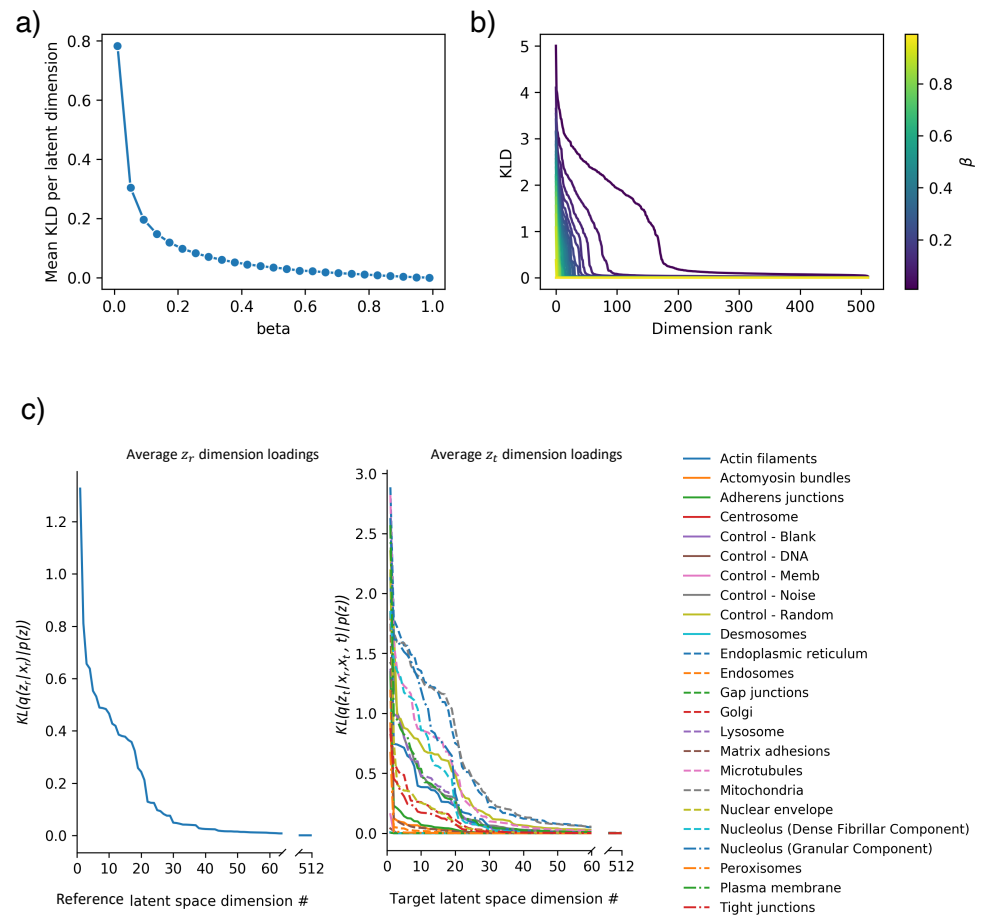 a)
Mean KLD per latent dimension
0.8
0.6
0.4
0.2
0.0
0.0 0.2 0.4 0.6 0.8 1.0
beta
b)
KLD
5
4
3
2
1
0
0 100 200 300 400 500
Dimension rank
0.8
0.6
0.4
0.2
β
c)
Average z_r dimension loadings
KL(q(z_r|x_r)|p(z))
1.2
1.0
0.8
0.6
0.4
0.2
0.0
0 10 20 30 40 50 60 512
Reference latent space dimension #
Average z_t dimension loadings
KL(q(z_t|x_r, x_t, t)|p(z))
3.0
2.5
2.0
1.5
1.0
0.5
0.0
0 10 20 30 40 50 60 512
Target latent space dimension #
Actin filaments
Actomyosin bundles
Adherens junctions
Centrosome
Control - Blank
Control - DNA
Control - Memb
Control - Noise
Control - Random
Desmosomes
Endoplasmic reticulum
Endosomes
Gap junctions
Golgi
Lysosome
Matrix adhesions
Microtubules
Mitochondria
Nuclear envelope
Nucleolus (Dense Fibrillar Component)
Nucleolus (Granular Component)
Peroxisomes
Plasma membrane
Tight junctions